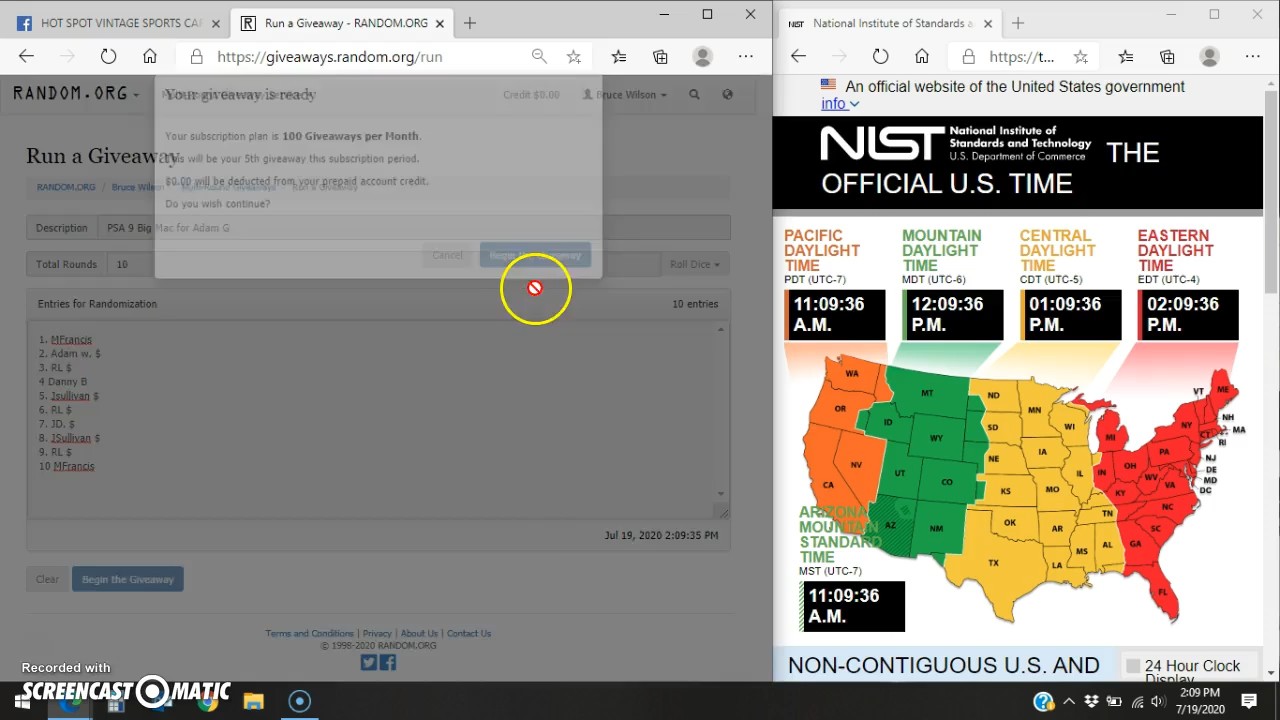 HOT SPOT VINTAGE SPORTS CA
Run a Giveaway - RANDOM.ORG
https://giveaways.random.org/run
RANDOM.ORG
Your giveaway is ready
Credit $0.00
Bruce Wilson
Your subscription plan is 100 Giveaways per Month.
Run a Giveaway
This will be your 5th giveaway this subscription period.
$0.00 will be deducted from your prepaid account credit.
RANDOM.ORG / Bruce Wilson
Do you wish continue?
Description PSA 9 Big Mac for Adam G
Cancel
Begin the Giveaway
Total Rounds 10
Roll Dice
Entries for Randomization
10 entries
1. MFrancis
2. Adam w. $
3. RL $
4 Danny B
5. Jsullivan $
6. RL $
7. JD. $
8. JSullivan $
9. RL $
10 MFrancis
Jul 19, 2020 2:09:35 PM
Clear
Begin the Giveaway
Terms and Conditions | Privacy | About Us | Contact Us
© 1998-2020 RANDOM.ORG
Recorded with
SCREENCAST O MATIC
NIST
National Institute of Standards a
https://t...
An official website of the United States government
info
NIST National Institute of
Standards and Technology
U.S. Department of Commerce
THE
OFFICIAL U.S. TIME
PACIFIC
DAYLIGHT
TIME
PDT (UTC-7)
11:09:36
A.M.
MOUNTAIN
DAYLIGHT
TIME
MDT (UTC-6)
12:09:36
P.M.
CENTRAL
DAYLIGHT
TIME
CDT (UTC-5)
01:09:36
P.M.
EASTERN
DAYLIGHT
TIME
EDT (UTC-4)
02:09:36
P.M.
WA
OR
CA
NV
ID
MT
WY
UT
CO
AZ
NM
ND
SD
NE
KS
OK
TX
MN
IA
MO
AR
LA
WI
IL
TN
MS
AL
MI
IN
OH
KY
WV
PA
NY
VT
ME
NH
MA
CT
RI
NJ
DE
MD
DC
VA
NC
SC
GA
FL
ARIZONA
MOUNTAIN
STANDARD
TIME
MST (UTC-7)
11:09:36
A.M.
NON-CONTIGUOUS U.S. AND
24 Hour Clock
Display
2:09 PM
7/19/2020